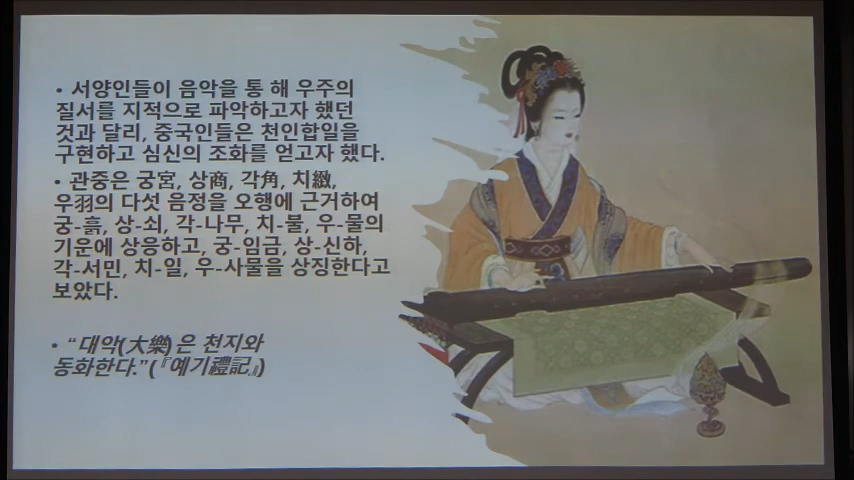 • 서양인들이 음악을 통 해 우주의
질서를 지적으로 파악하고자 했던
것과 달리, 중국인들은 천인합일을
구현하고 심신의 조화를 얻고자 했다.
• 관중은 궁宮, 상商, 각角, 치緻,
우羽의 다섯 음정을 오행에 근거하여
궁-흙, 상-쇠, 각-나무, 치-불, 우-물의
기운에 상응하고, 궁-임금, 상-신하,
각-서민, 치-일, 우-사물을 상징한다고
보았다.
• “대악(大樂)은 천지와
동화한다.”(『예기禮記』)